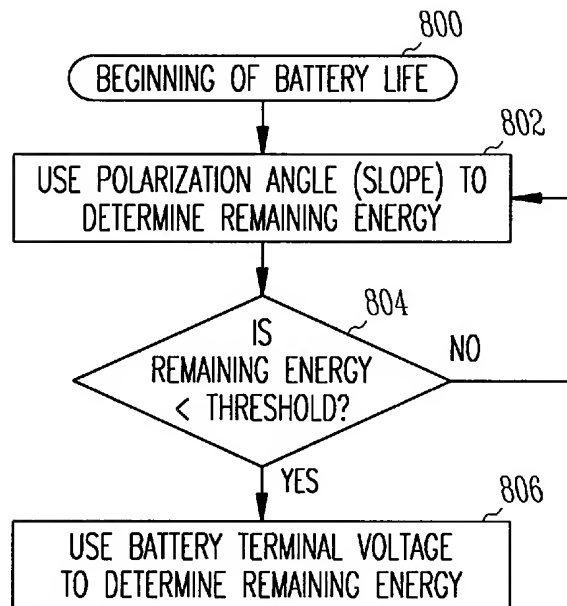 800
BEGINNING OF BATTERY LIFE
802
USE POLARIZATION ANGLE (SLOPE) TO
DETERMINE REMAINING ENERGY
804
IS
REMAINING ENERGY
< THRESHOLD?
NO
YES
806
USE BATTERY TERMINAL VOLTAGE
TO DETERMINE REMAINING ENERGY